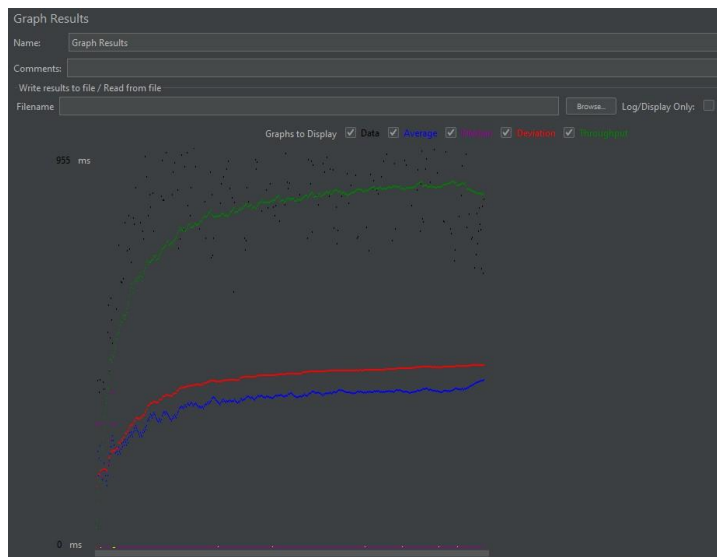 Graph Results
Name: Graph Results
Comments:
Write results to file / Read from file
Filename Browse... Log/Display Only:
Graphs to Display Data Average Median Deviation Throughput
955 ms
0 ms